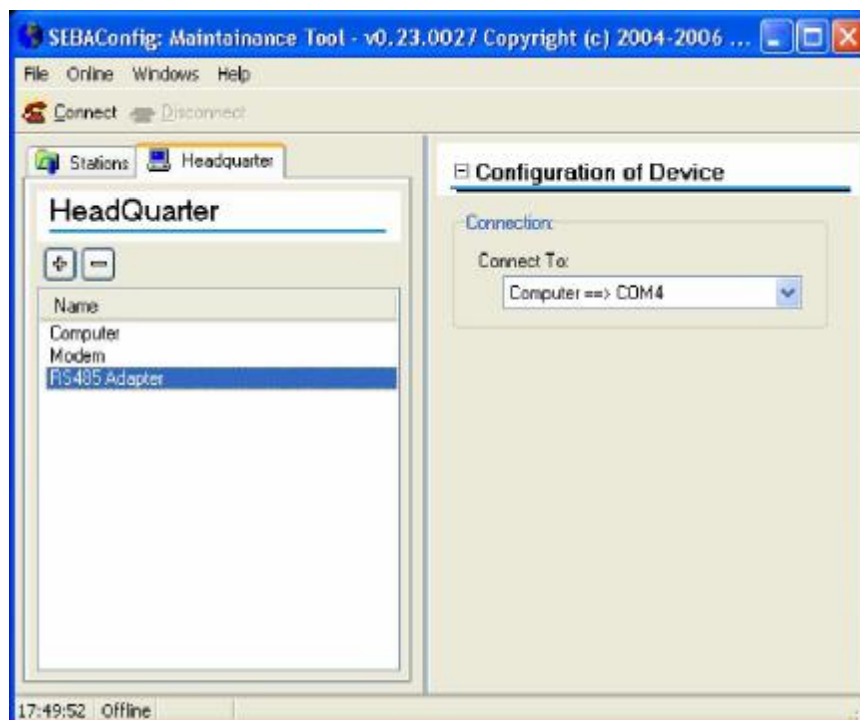 SEBAConfig: Maintainance Tool - v0.23.0027 Copyright (c) 2004-2006 ...
File Online Windows Help
Connect Disconnect
Stations Headquarter
HeadQuarter
Name
Computer
Modem
RS485 Adapter
Configuration of Device
Connection:
Connect To:
Computer ==> COM4
17:49:52 Offline